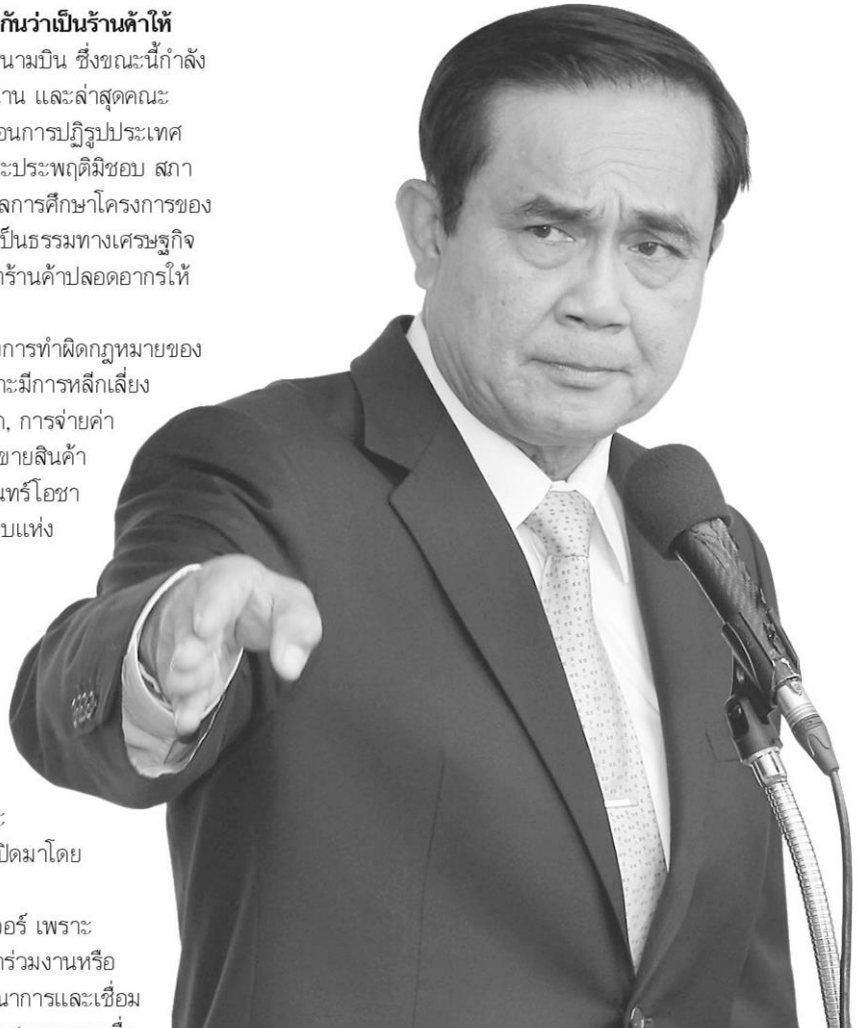 กันว่าเป็นร้านค้าให้
นามบิน ซึ่งขณะนี้กำลัง
าน และล่าสุดคณะ
อนการปฏิรูปประเทศ
ะประพฤติมิชอบ สภา
ลการศึกษาโครงการของ
เป็นธรรมทางเศรษฐกิจ
าร้านค้าปลอดอากรให้
งการทำผิดกฎหมายของ
าะมีการหลีกเลี่ยง
า, การจ่ายค่า
ขายสินค้า
นทร์โอชา
บแห่ง
ะ
ปิดมาโดย
อร์ เพราะ
าร่วมงานหรือ
นาการและเชื่อม